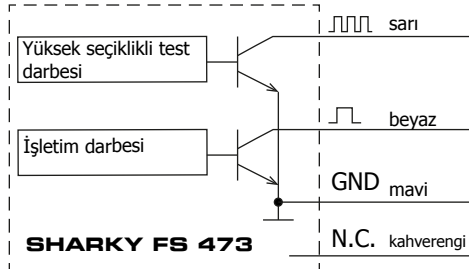 Yüksek seçiklikli test
darbesi
sarı
İşletim darbesi
beyaz
GND mavi
SHARKY FS 473
N.C. kahverengi